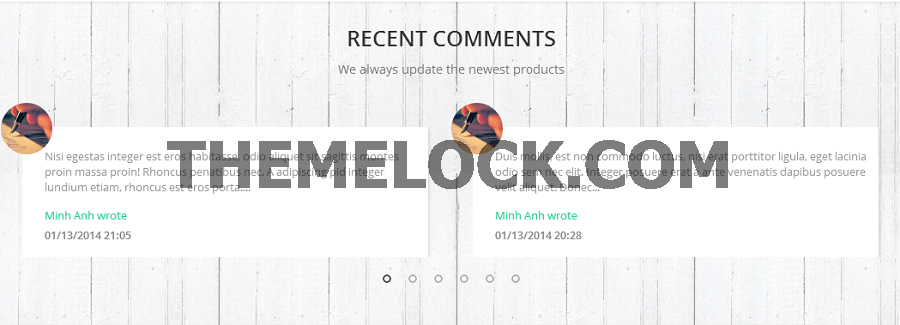 RECENT COMMENTS
We always update the newest products
Nisi egestas integer est eros habitasse, odio aliquet sit sagittis montes
proin massa proin! Rhoncus penatibus nec. A adipiscing pid integer
lundium etiam, rhoncus est eros porta....
Minh Anh wrote
01/13/2014 21:05
Duis mollis, est non commodo luctus, nisi erat porttitor ligula, eget lacinia
odio sem nec elit. Integer posuere erat a ante venenatis dapibus posuere
velit aliquet. Donec...
Minh Anh wrote
01/13/2014 20:28
THEMELOCK.COM